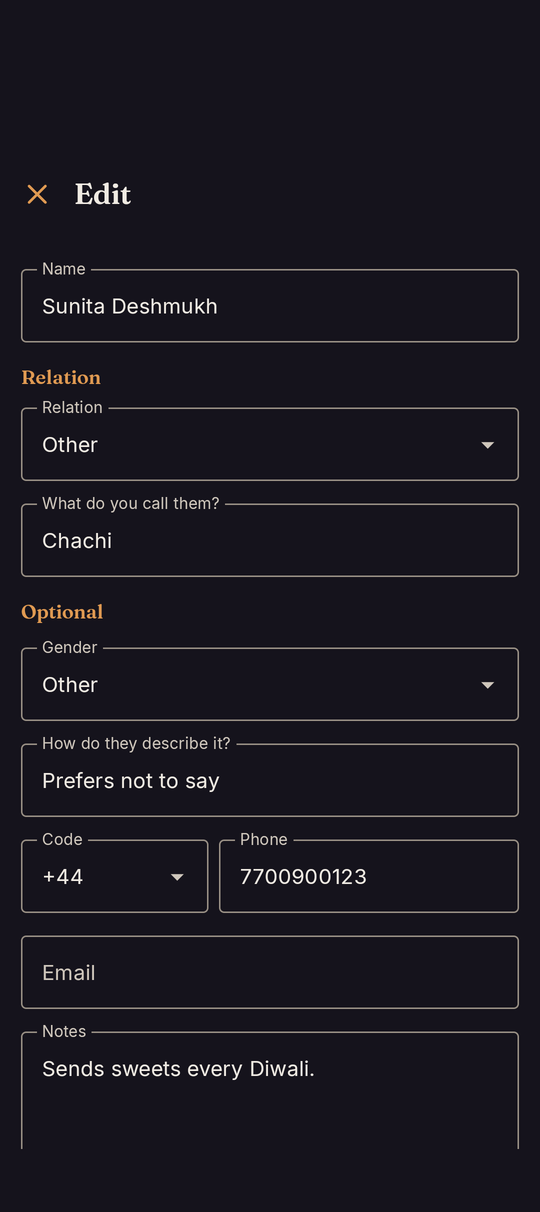 Edit
Name
Sunita Deshmukh
Relation
Relation
Other
What do you call them?
Chachi
Optional
Gender
Other
How do they describe it?
Prefers not to say
Code
+44
Phone
7700900123
Email
Notes
Sends sweets every Diwali.